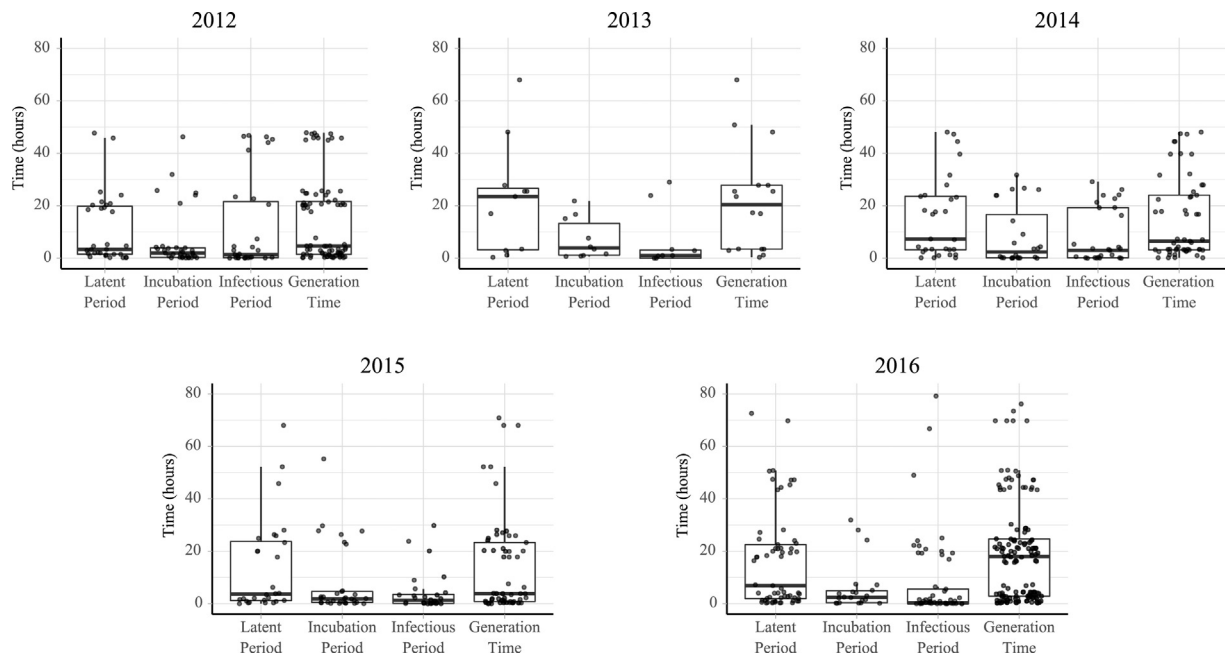 2012
80
60
40
20
0
Time (hours)
Latent Incubation Infectious Generation
Period Period Period Time
2013
80
60
40
20
0
Time (hours)
Latent Incubation Infectious Generation
Period Period Period Time
2014
80
60
40
20
0
Time (hours)
Latent Incubation Infectious Generation
Period Period Period Time
2015
80
60
40
20
0
Time (hours)
Latent Incubation Infectious Generation
Period Period Period Time
2016
80
60
40
20
0
Time (hours)
Latent Incubation Infectious Generation
Period Period Period Time